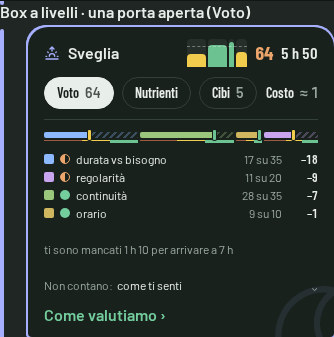 Box a livelli · una porta aperta (Voto)
Sveglia 64 5 h 50
Voto 64 Nutrienti Cibi 5 Costo ≈ 1
durata vs bisogno 17 su 35 −18
regolarità 11 su 20 −9
continuità 28 su 35 −7
orario 9 su 10 −1
ti sono mancati 1 h 10 per arrivare a 7 h
Non contano: come ti senti
Come valutiamo ›